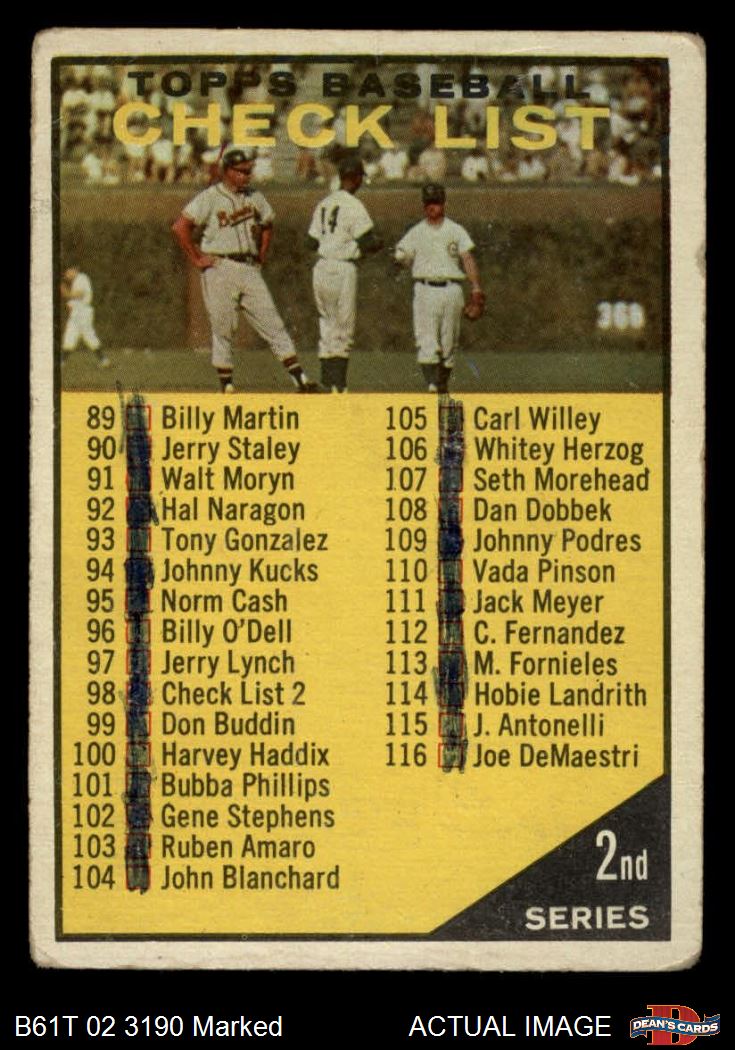 TOPPS BASEBALL
CHECK LIST
Braves
14
C
368
89 Billy Martin
90 Jerry Staley
91 Walt Moryn
92 Hal Naragon
93 Tony Gonzalez
94 Johnny Kucks
95 Norm Cash
96 Billy O'Dell
97 Jerry Lynch
98 Check List 2
99 Don Buddin
100 Harvey Haddix
101 Bubba Phillips
102 Gene Stephens
103 Ruben Amaro
104 John Blanchard
105 Carl Willey
106 Whitey Herzog
107 Seth Morehead
108 Dan Dobbek
109 Johnny Podres
110 Vada Pinson
111 Jack Meyer
112 C. Fernandez
113 M. Fornieles
114 Hobie Landrith
115 J. Antonelli
116 Joe DeMaestri
2nd
SERIES
B61T 02 3190 Marked
ACTUAL IMAGE
D
DEAN'S CARDS